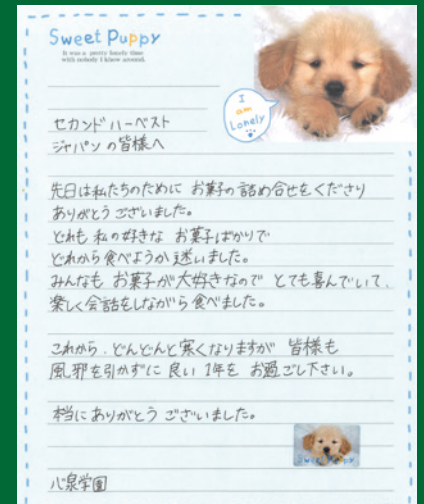 Sweet Puppy
It was a pretty lonely time
with nobody I knew around.
I
am
Lonely
セカンドハーベスト
ジャパンの皆様へ
先日は私たちのために お菓子の詰め合せをくださり
ありがとうございました。
どれも 私の好きな お菓子ばかりで
どれから食べようか迷いました。
みんなも お菓子が大好きなので とても喜んでいて、
楽しく会話をしながら食べました。
これから、どんどんと寒くなりますが 皆様も
風邪を引かずに 良い1年を お過ごし下さい。
本当にありがとうございました。
Sweet Puppy
心泉学園